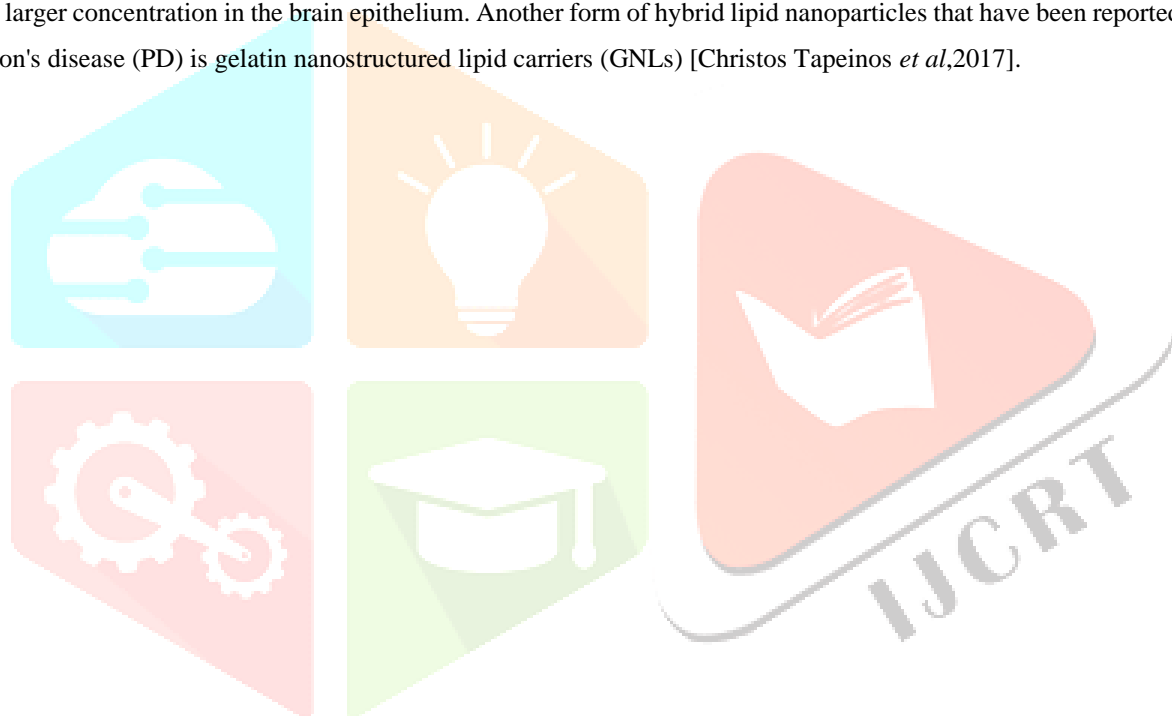 larger concentration in the brain epithelium. Another form of hybrid lipid nanoparticles that have been reported
on's disease (PD) is gelatin nanostructured lipid carriers (GNLs) [Christos Tapeinos et al,2017].
IJCRT